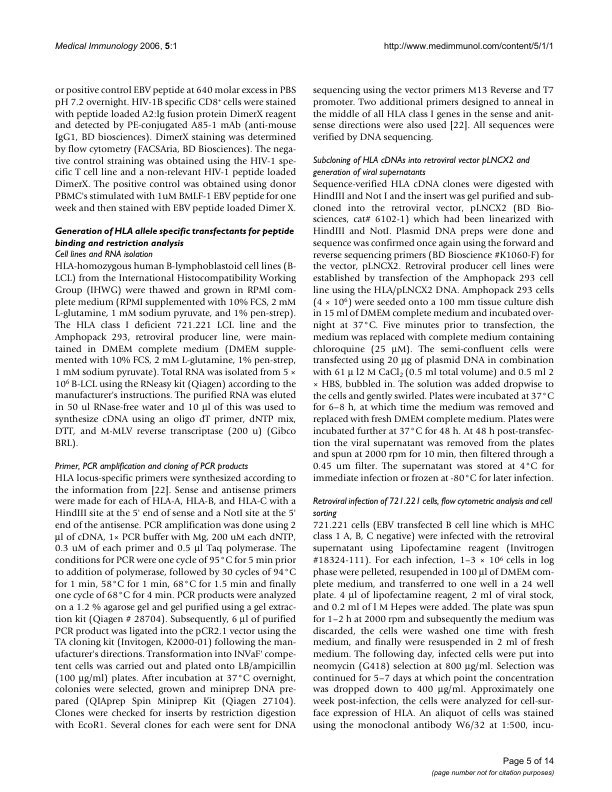 Medical Immunology 2006, 5:1
http://www.medimmunol.com/content/5/1/1
or positive control EBV peptide at 640 molar excess in PBS
pH 7.2 overnight. HIV-1B specific CD8+ cells were stained
with peptide loaded A2:Ig fusion protein DimerX reagent
and detected by PE-conjugated A85-1 mAb (anti-mouse
IgG1, BD biosciences). DimerX staining was determined
by flow cytometry (FACSAria, BD Biosciences). The nega-
tive control straining was obtained using the HIV-1 spe-
cific T cell line and a non-relevant HIV-1 peptide loaded
DimerX. The positive control was obtained using donor
PBMC's stimulated with 1uM BMLF-1 EBV peptide for one
week and then stained with EBV peptide loaded Dimer X.
Generation of HLA allele specific transfectants for peptide
binding and restriction analysis
Cell lines and RNA isolation
HLA-homozygous human B-lymphoblastoid cell lines (B-
LCL) from the International Histocompatibility Working
Group (IHWG) were thawed and grown in RPMI com-
plete medium (RPMI supplemented with 10% FCS, 2 mM
L-glutamine, 1 mM sodium pyruvate, and 1% pen-strep).
The HLA class I deficient 721.221 LCL line and the
Amphopack 293, retroviral producer line, were main-
tained in DMEM complete medium (DMEM supple-
mented with 10% FCS, 2 mM L-glutamine, 1% pen-strep,
1 mM sodium pyruvate). Total RNA was isolated from 5 ×
10⁶ B-LCL using the RNeasy kit (Qiagen) according to the
manufacturer's instructions. The purified RNA was eluted
in 50 ul RNase-free water and 10 μl of this was used to
synthesize cDNA using an oligo dT primer, dNTP mix,
DTT, and M-MLV reverse transcriptase (200 u) (Gibco
BRL).
Primer, PCR amplification and cloning of PCR products
HLA locus-specific primers were synthesized according to
the information from [22]. Sense and antisense primers
were made for each of HLA-A, HLA-B, and HLA-C with a
HindIII site at the 5' end of sense and a NotI site at the 5'
end of the antisense. PCR amplification was done using 2
μl of cDNA, 1× PCR buffer with Mg, 200 uM each dNTP,
0.3 uM of each primer and 0.5 μl Taq polymerase. The
conditions for PCR were one cycle of 95°C for 5 min prior
to addition of polymerase, followed by 30 cycles of 94°C
for 1 min, 58°C for 1 min, 68°C for 1.5 min and finally
one cycle of 68°C for 4 min. PCR products were analyzed
on a 1.2 % agarose gel and gel purified using a gel extrac-
tion kit (Qiagen # 28704). Subsequently, 6 μl of purified
PCR product was ligated into the pCR2.1 vector using the
TA cloning kit (Invitogen, K2000-01) following the man-
ufacturer's directions. Transformation into INVaF' compe-
tent cells was carried out and plated onto LB/ampicillin
(100 μg/ml) plates. After incubation at 37°C overnight,
colonies were selected, grown and miniprep DNA pre-
pared (QIAprep Spin Miniprep Kit (Qiagen 27104).
Clones were checked for inserts by restriction digestion
with EcoR1. Several clones for each were sent for DNA
sequencing using the vector primers M13 Reverse and T7
promoter. Two additional primers designed to anneal in
the middle of all HLA class I genes in the sense and anit-
sense directions were also used [22]. All sequences were
verified by DNA sequencing.
Subcloning of HLA cDNAs into retroviral vector pLNCX2 and
generation of viral supernatants
Sequence-verified HLA cDNA clones were digested with
HindIII and Not I and the insert was gel purified and sub-
cloned into the retroviral vector, pLNCX2 (BD Bio-
sciences, cat# 6102-1) which had been linearized with
HindIII and NotI. Plasmid DNA preps were done and
sequence was confirmed once again using the forward and
reverse sequencing primers (BD Bioscience #K1060-F) for
the vector, pLNCX2. Retroviral producer cell lines were
established by transfection of the Amphopack 293 cell
line using the HLA/pLNCX2 DNA. Amphopack 293 cells
(4 × 10⁶) were seeded onto a 100 mm tissue culture dish
in 15 ml of DMEM complete medium and incubated over-
night at 37°C. Five minutes prior to transfection, the
medium was replaced with complete medium containing
chloroquine (25 μM). The semi-confluent cells were
transfected using 20 μg of plasmid DNA in combination
with 61 μl 2 M CaCl₂ (0.5 ml total volume) and 0.5 ml 2
× HBS, bubbled in. The solution was added dropwise to
the cells and gently swirled. Plates were incubated at 37°C
for 6–8 h, at which time the medium was removed and
replaced with fresh DMEM complete medium. Plates were
incubated further at 37°C for 48 h. At 48 h post-transfec-
tion the viral supernatant was removed from the plates
and spun at 2000 rpm for 10 min, then filtered through a
0.45 um filter. The supernatant was stored at 4°C for
immediate infection or frozen at -80°C for later infection.
Retroviral infection of 721.221 cells, flow cytometric analysis and cell
sorting
721.221 cells (EBV transfected B cell line which is MHC
class 1 A, B, C negative) were infected with the retroviral
supernatant using Lipofectamine reagent (Invitrogen
#18324-111). For each infection, 1–3 × 10⁶ cells in log
phase were pelleted, resuspended in 100 μl of DMEM com-
plete medium, and transferred to one well in a 24 well
plate. 4 μl of lipofectamine reagent, 2 ml of viral stock,
and 0.2 ml of l M Hepes were added. The plate was spun
for 1–2 h at 2000 rpm and subsequently the medium was
discarded, the cells were washed one time with fresh
medium, and finally were resuspended in 2 ml of fresh
medium. The following day, infected cells were put into
neomycin (G418) selection at 800 μg/ml. Selection was
continued for 5–7 days at which point the concentration
was dropped down to 400 μg/ml. Approximately one
week post-infection, the cells were analyzed for cell-sur-
face expression of HLA. An aliquot of cells was stained
using the monoclonal antibody W6/32 at 1:500, incu-
Page 5 of 14
(page number not for citation purposes)